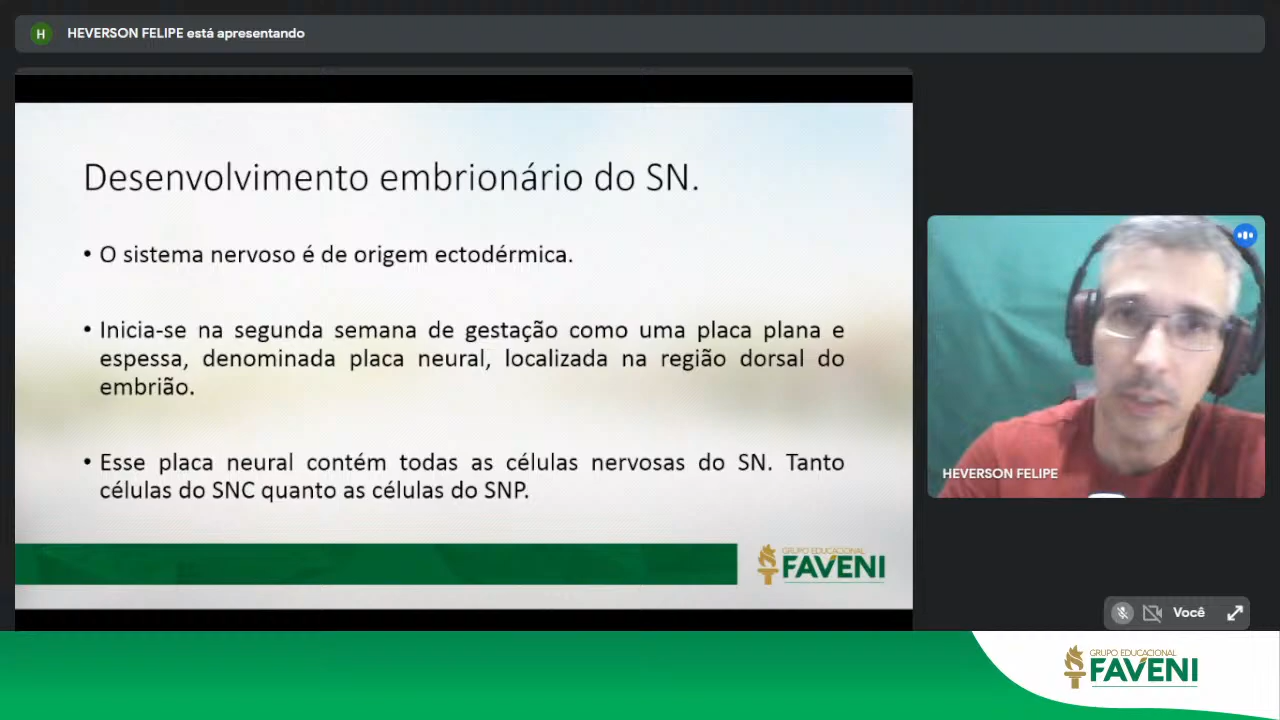 H
HEVERSON FELIPE está apresentando
Desenvolvimento embrionário do SN.
• O sistema nervoso é de origem ectodérmica.
• Inicia-se na segunda semana de gestação como uma placa plana e
espessa, denominada placa neural, localizada na região dorsal do
embrião.
• Esse placa neural contém todas as células nervosas do SN. Tanto
células do SNC quanto as células do SNP.
GRUPO EDUCACIONAL
FAVENI
HEVERSON FELIPE
Você
GRUPO EDUCACIONAL
FAVENI